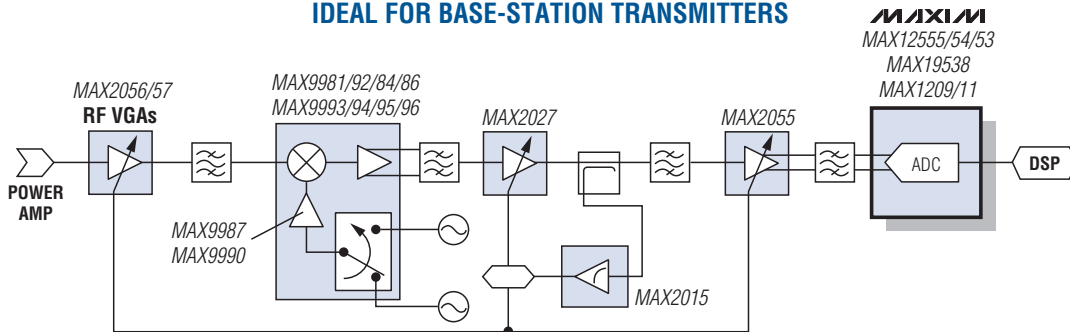 IDEAL FOR BASE-STATION TRANSMITTERS
MAXIM
MAX12555/54/53
MAX19538
MAX1209/11
MAX2056/57
RF VGAs
MAX9981/92/84/86
MAX9993/94/95/96
MAX2027
MAX2055
POWER
AMP
ADC
DSP
MAX9987
MAX9990
MAX2015